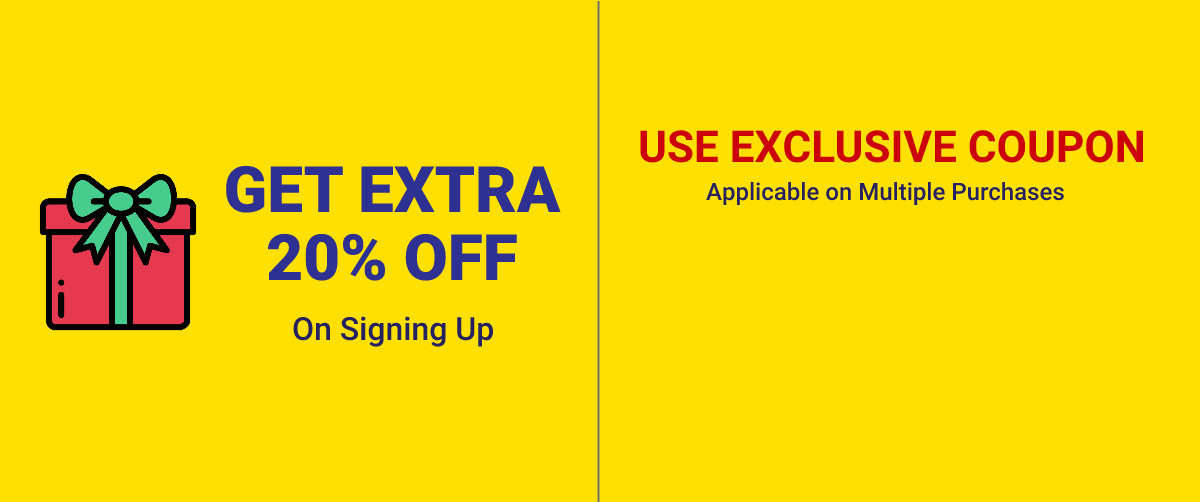 GET EXTRA
20% OFF
On Signing Up
USE EXCLUSIVE COUPON
Applicable on Multiple Purchases